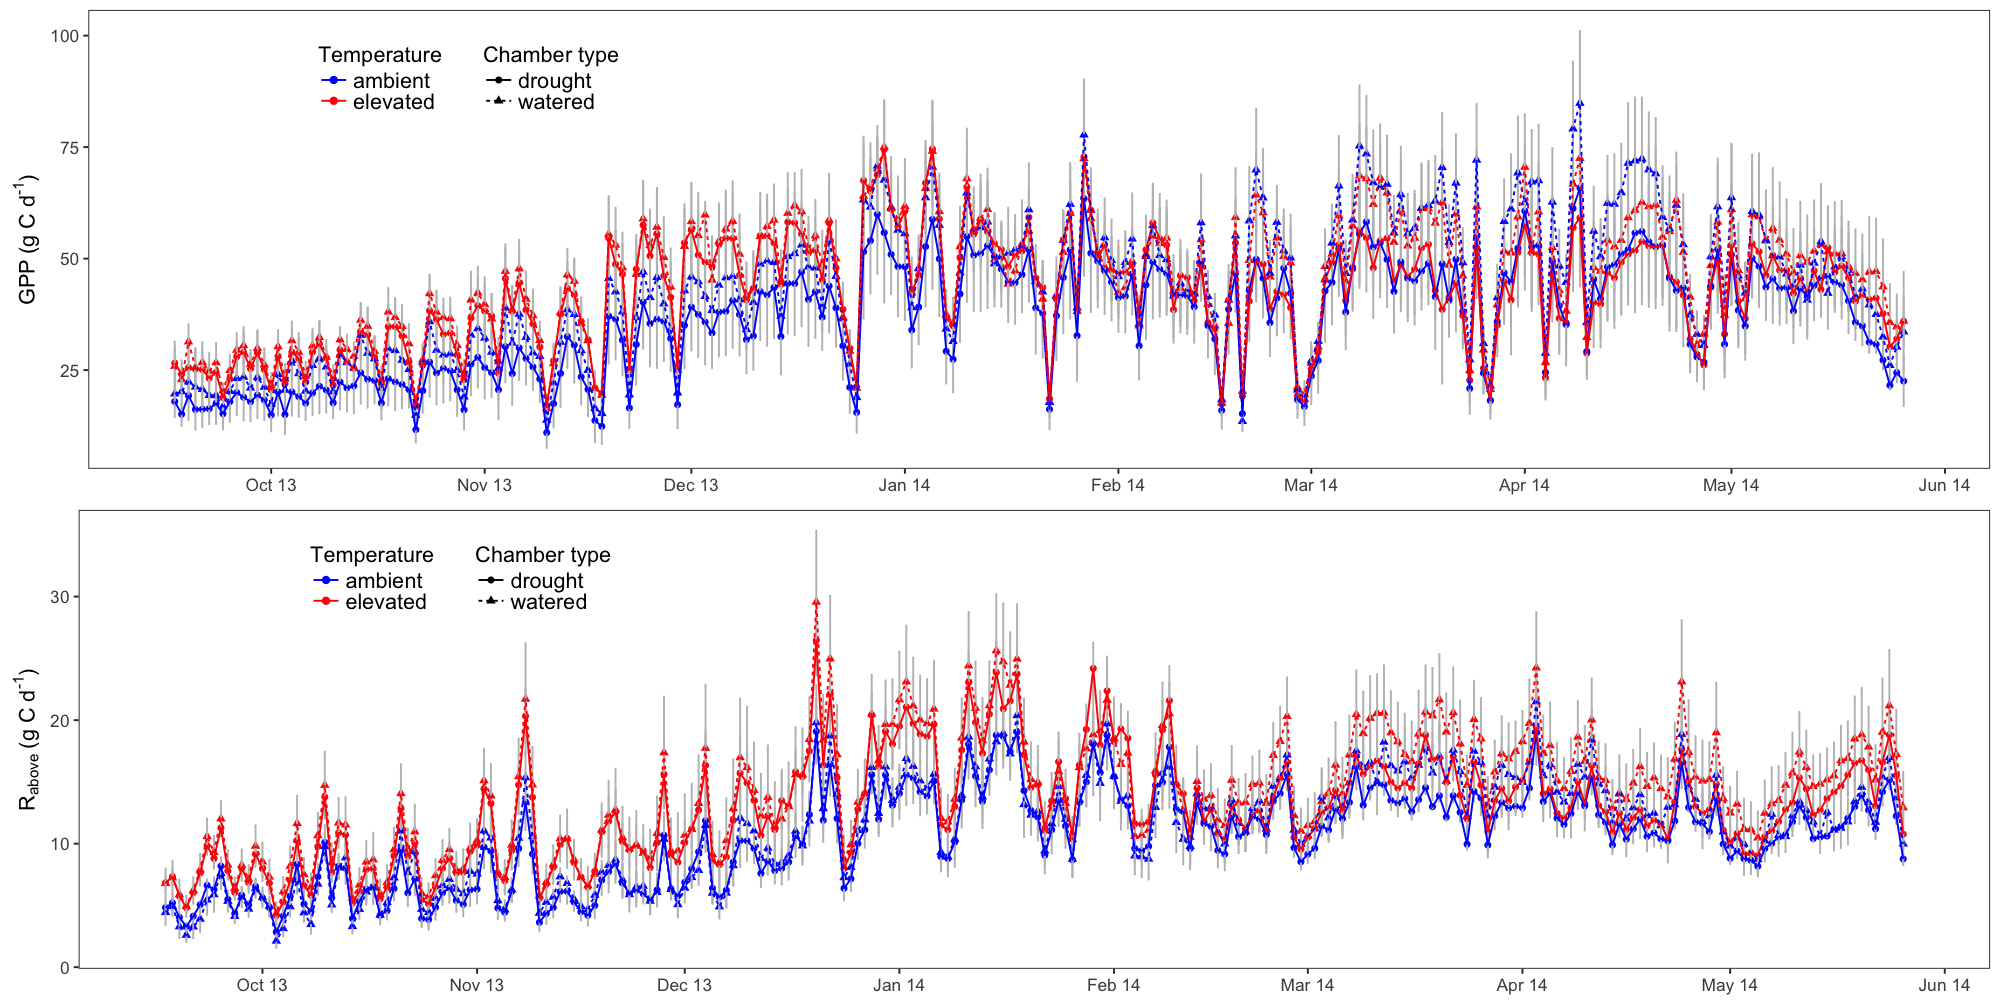 Temperature Chamber type
ambient drought
elevated watered
GPP (g C d⁻¹)
100
75
50
25
Oct 13 Nov 13 Dec 13 Jan 14 Feb 14 Mar 14 Apr 14 May 14 Jun 14
Temperature Chamber type
ambient drought
elevated watered
R_above (g C d⁻¹)
30
20
10
0
Oct 13 Nov 13 Dec 13 Jan 14 Feb 14 Mar 14 Apr 14 May 14 Jun 14